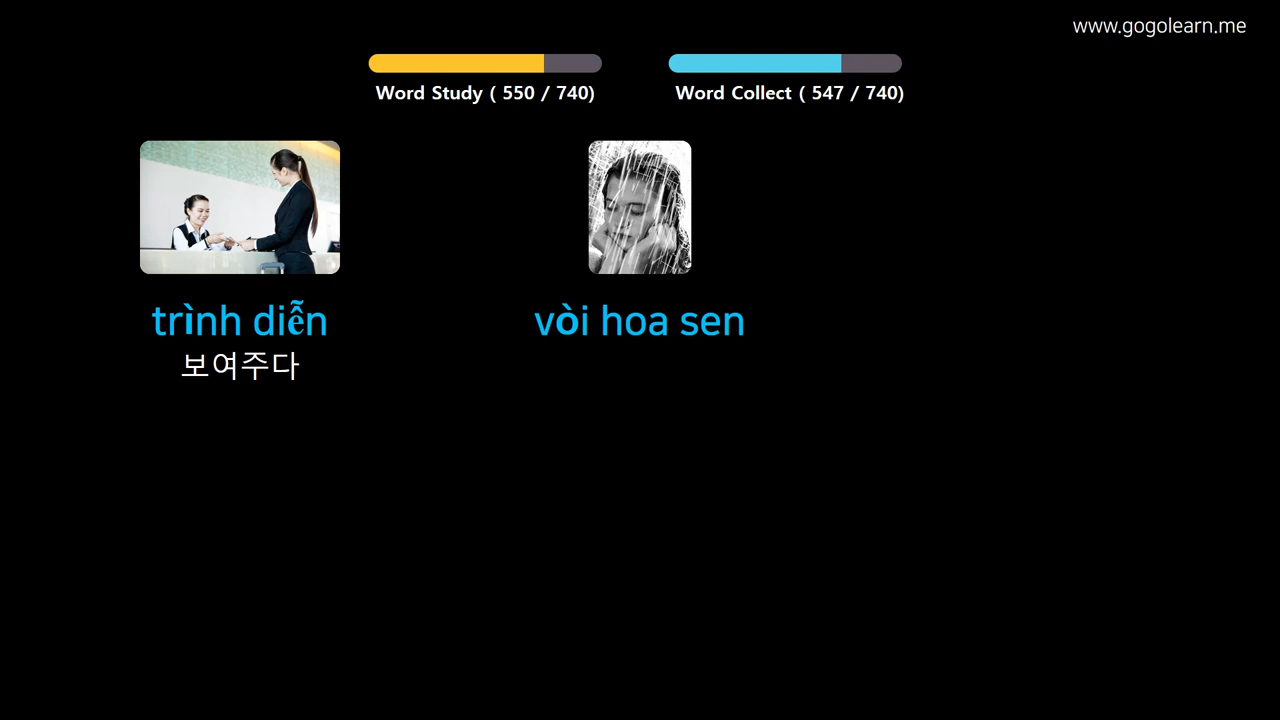 www.gogolearn.me
Word Study ( 550 / 740)
Word Collect ( 547 / 740)
trình diễn
보여주다
vòi hoa sen